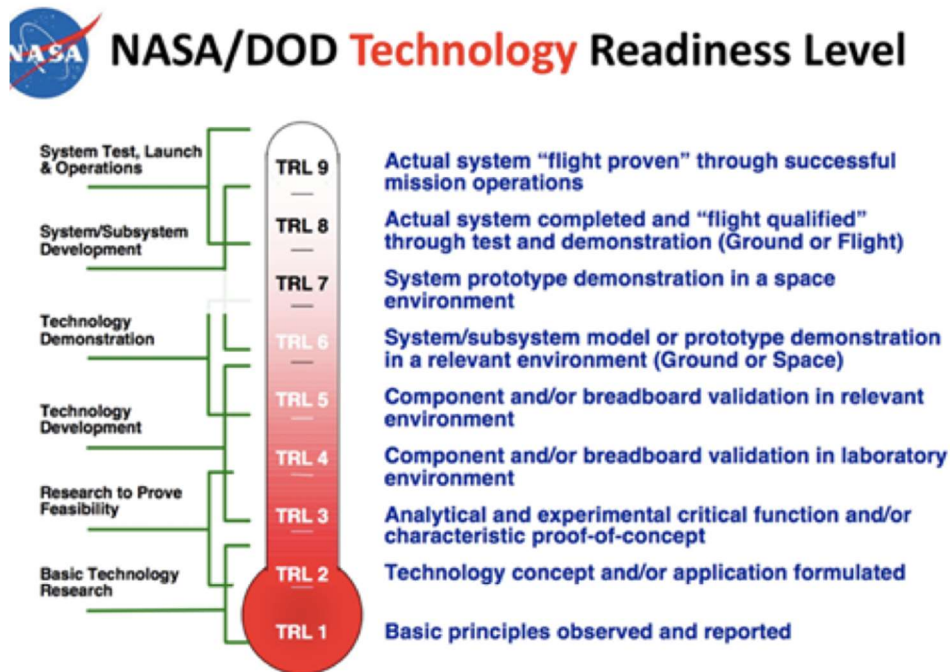 NASA
NASA/DOD Technology Readiness Level
System Test, Launch
& Operations
TRL 9
Actual system “flight proven” through successful
mission operations
System/Subsystem
Development
TRL 8
Actual system completed and “flight qualified”
through test and demonstration (Ground or Flight)
TRL 7
System prototype demonstration in a space
environment
Technology
Demonstration
TRL 6
System/subsystem model or prototype demonstration
in a relevant environment (Ground or Space)
Technology
Development
TRL 5
Component and/or breadboard validation in relevant
environment
TRL 4
Component and/or breadboard validation in laboratory
environment
Research to Prove
Feasibility
TRL 3
Analytical and experimental critical function and/or
characteristic proof-of-concept
Basic Technology
Research
TRL 2
Technology concept and/or application formulated
TRL 1
Basic principles observed and reported